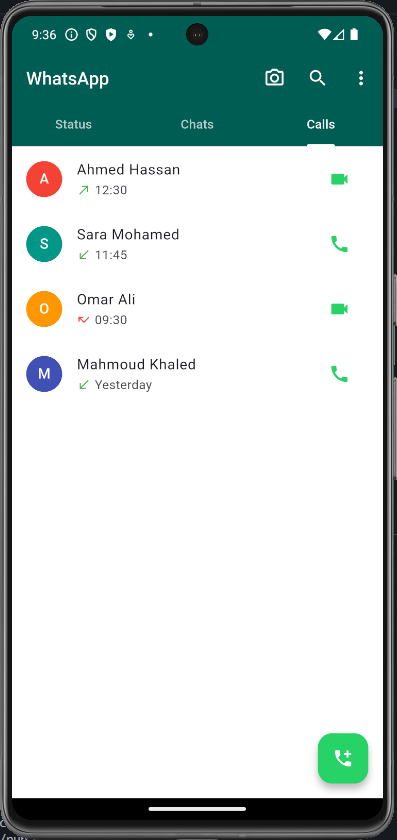 9:36
WhatsApp
Status Chats Calls
A Ahmed Hassan
12:30
S Sara Mohamed
11:45
O Omar Ali
09:30
M Mahmoud Khaled
Yesterday